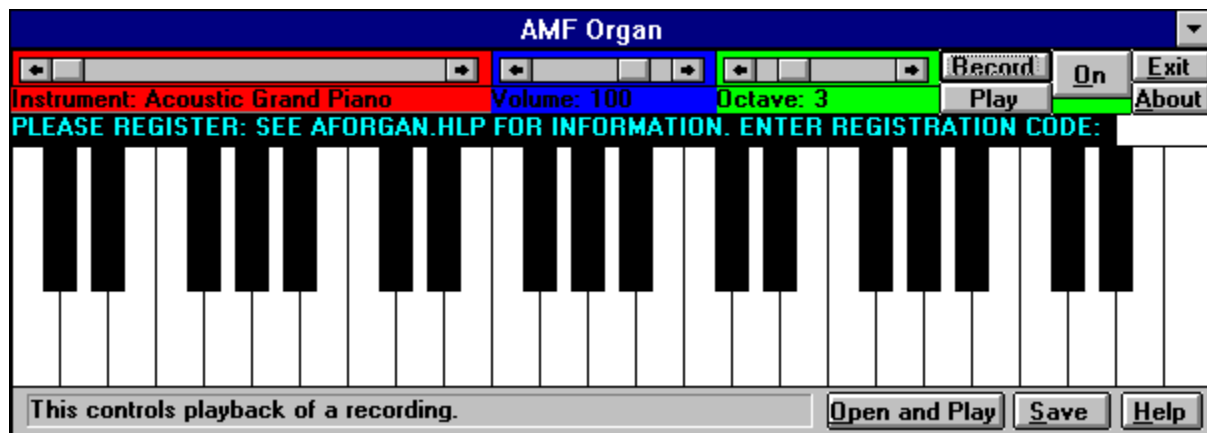 AMF Organ
Record On Exit
Instrument: Acoustic Grand Piano Volume: 100 Octave: 3 Play About
PLEASE REGISTER: SEE AFORGAN.HLP FOR INFORMATION. ENTER REGISTRATION CODE:
This controls playback of a recording. Open and Play Save Help